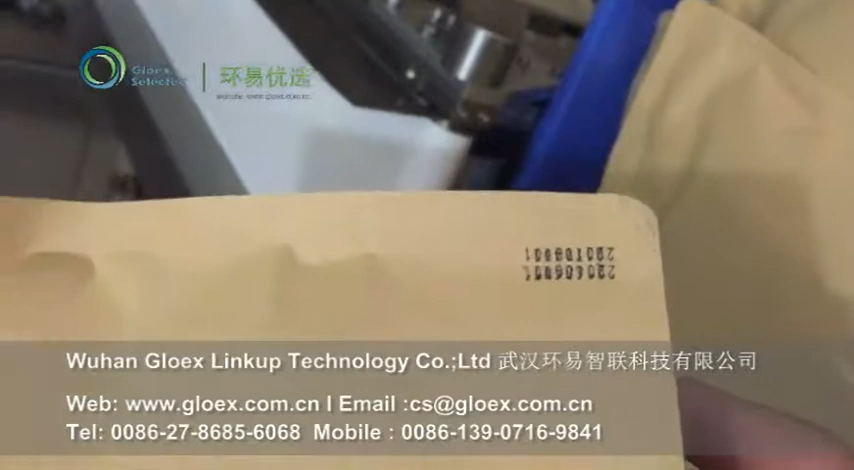 Gloex
Selected
环易优选
Wuhan Gloex Linkup Technology Co.;Ltd 武汉环易智联科技有限公司
Web: www.gloex.com.cn l Email :cs@gloex.com.cn
Tel: 0086-27-8685-6068 Mobile : 0086-139-0716-9841